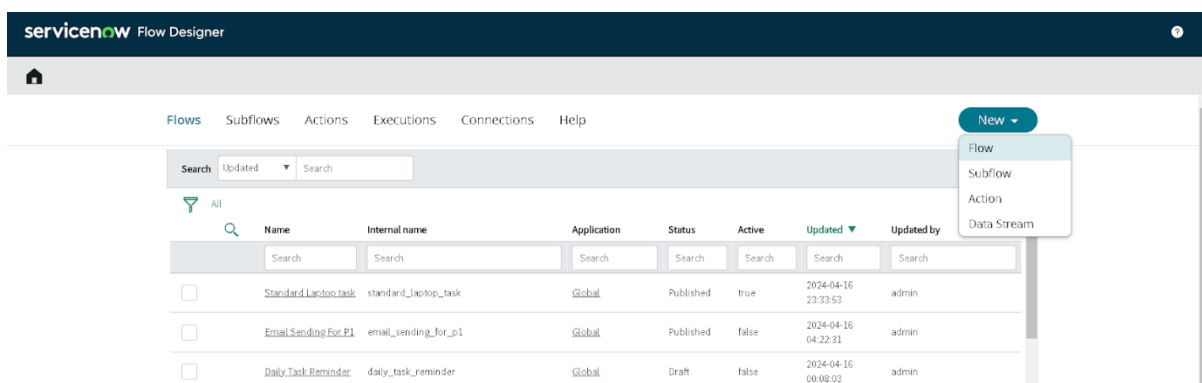 servicenow Flow Designer
?
Flows Subflows Actions Executions Connections Help New
Flow
Subflow
Action
Data Stream
Search Updated Search
All
Name Internal name Application Status Active Updated Updated by
Search Search Search Search Search Search Search
Standard Laptop task standard_laptop_task Global Published true 2024-04-16 23:33:53 admin
Email Sending For P1 email_sending_for_p1 Global Published false 2024-04-16 04:22:31 admin
Daily Task Reminder daily_task_reminder Global Draft false 2024-04-16 00:08:03 admin